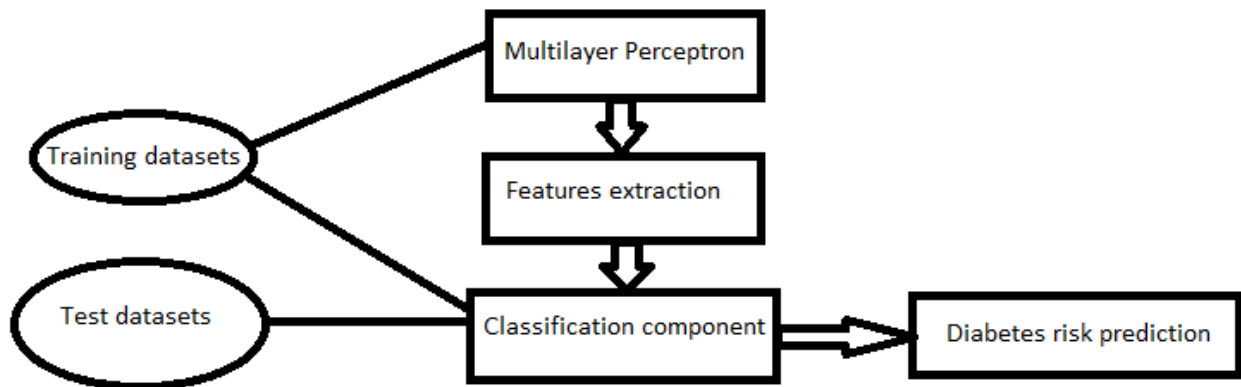 Multilayer Perceptron
Training datasets
Features extraction
Test datasets
Classification component
Diabetes risk prediction